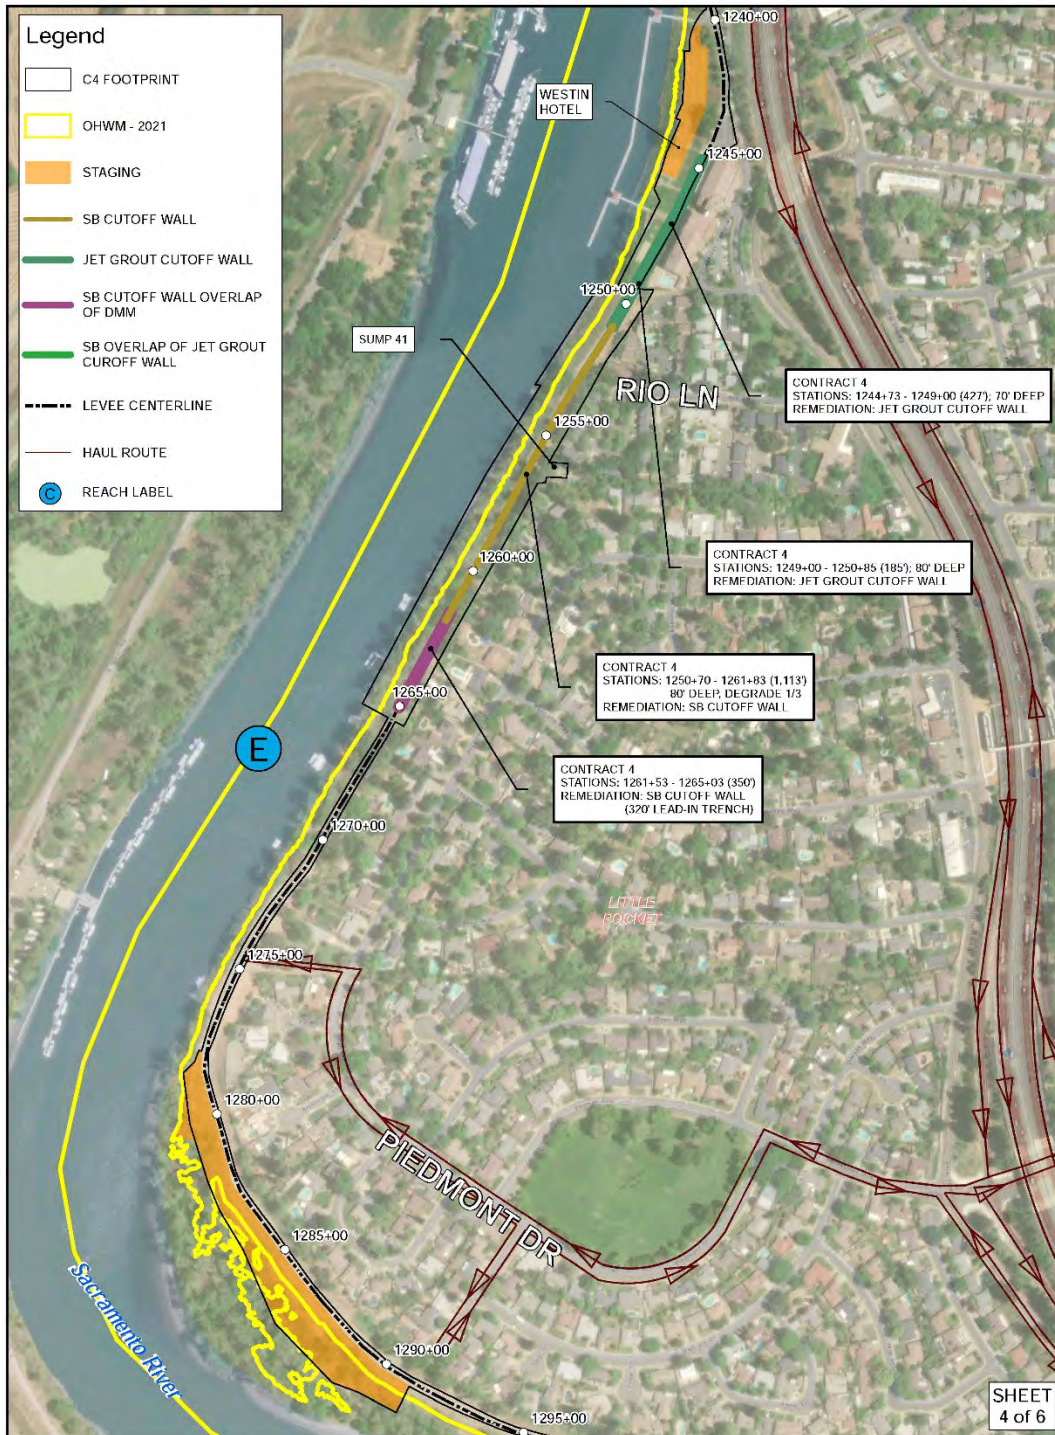 Legend
C4 FOOTPRINT
OHWM - 2021
STAGING
SB CUTOFF WALL
JET GROUT CUTOFF WALL
SB CUTOFF WALL OVERLAP
OF DMM
SB OVERLAP OF JET GROUT
CUROFF WALL
LEVEE CENTERLINE
HAUL ROUTE
C
REACH LABEL
1240+00
WESTIN
HOTEL
1245+00
1250+00
SUMP 41
RIO LN
CONTRACT 4
STATIONS: 1244+73 - 1249+00 (427'); 70' DEEP
REMEDIATION: JET GROUT CUTOFF WALL
1255+00
1260+00
CONTRACT 4
STATIONS: 1249+00 - 1250+85 (185'); 80' DEEP
REMEDIATION: JET GROUT CUTOFF WALL
CONTRACT 4
STATIONS: 1250+70 - 1261+83 (1,113')
80' DEEP, DEGRADE 1/3
REMEDIATION: SB CUTOFF WALL
1265+00
E
CONTRACT 4
STATIONS: 1261+53 - 1265+03 (350')
REMEDIATION: SB CUTOFF WALL
(320' LEAD-IN TRENCH)
1270+00
LITTLE
POCKET
1275+00
1280+00
PIEDMONT DR
1285+00
Sacramento River
1290+00
1295+00
SHEET
4 of 6